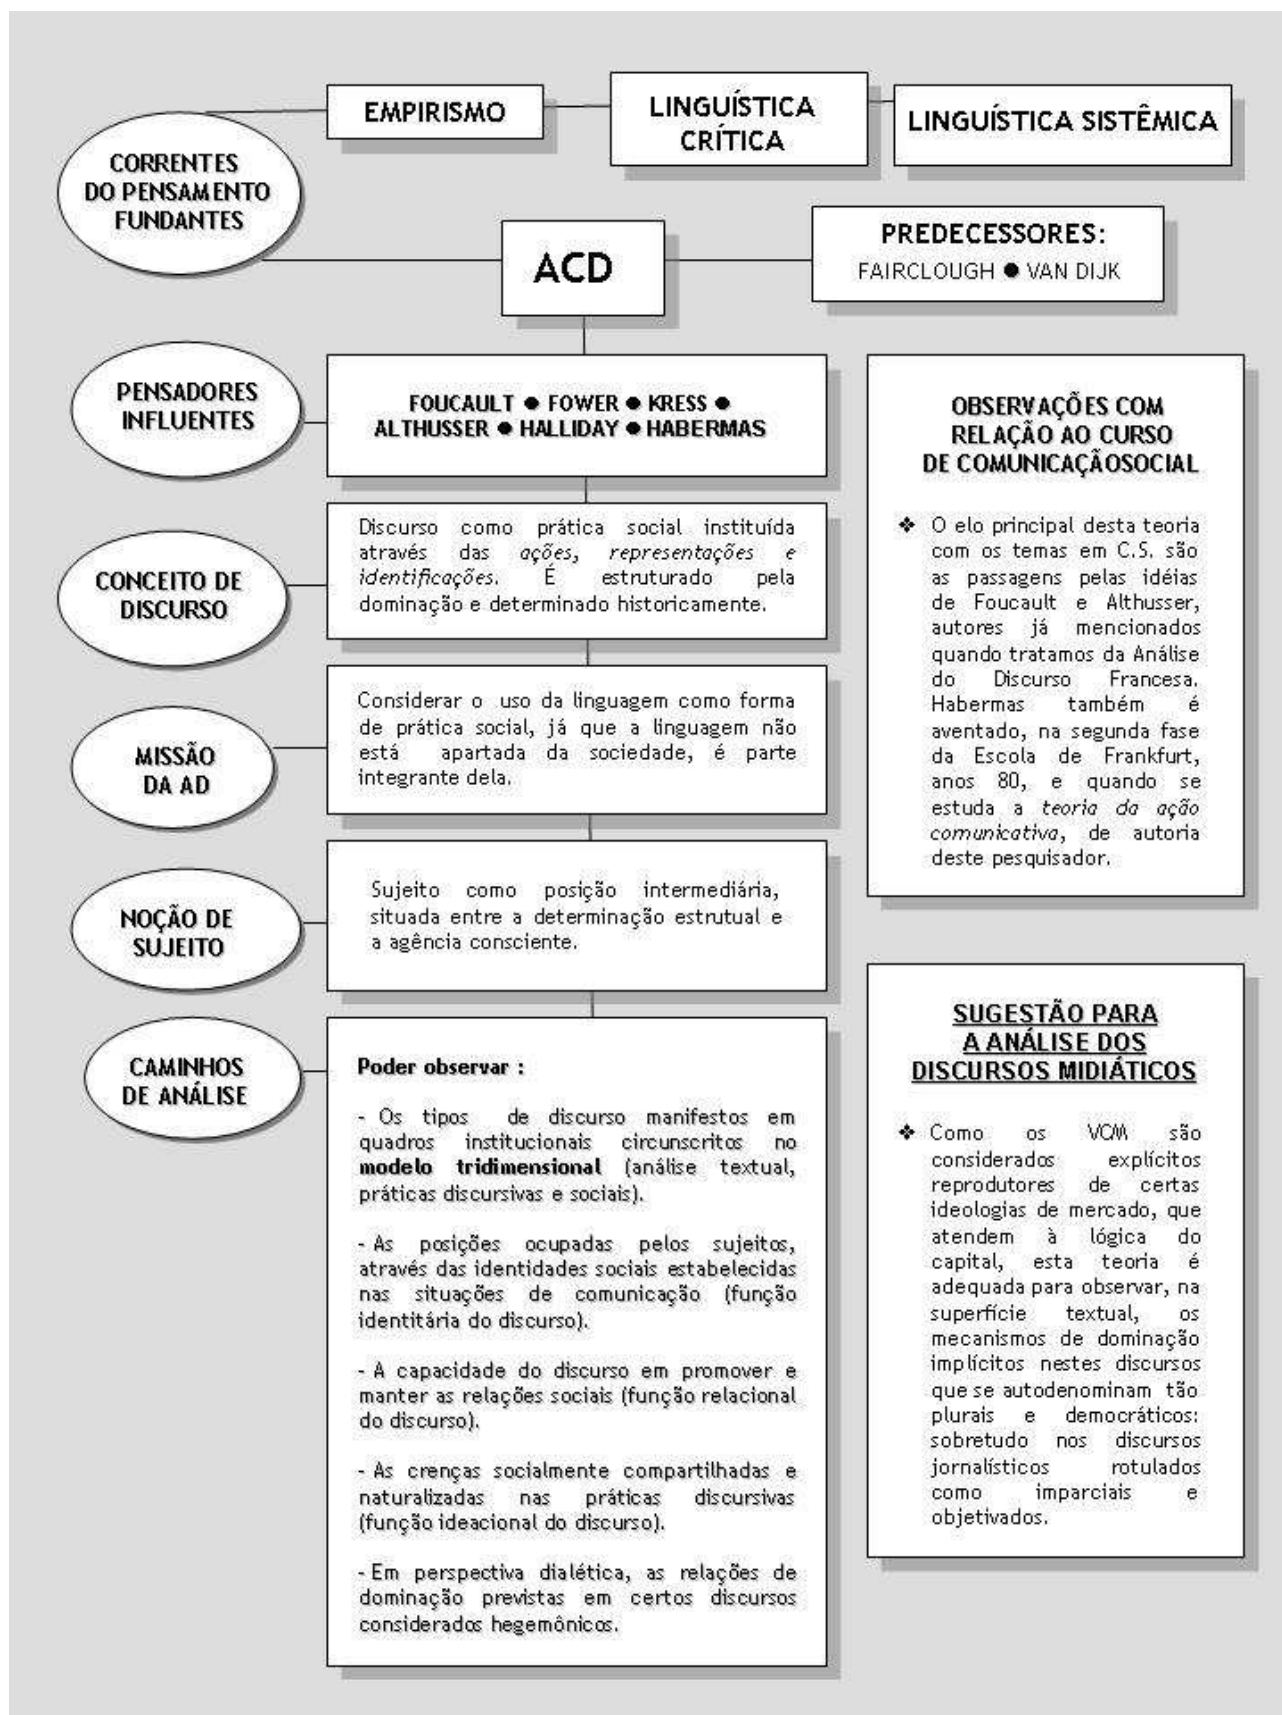 CORRENTES
DO PENSAMENTO
FUNDANTES
EMPIRISMO
LINGUÍSTICA
CRÍTICA
LINGUÍSTICA SISTÊMICA
ACD
PREDECESSORES:
FAIRCLOUGH ● VAN DIJK
PENSADORES
INFLUENTES
FOUCAULT ● FOWER ● KRESS ●
ALTHUSSER ● HALLIDAY ● HABERMAS
CONCEITO DE
DISCURSO
Discurso como prática social instituída
através das ações, representações e
identificações. É estruturado pela
dominação e determinado historicamente.
MISSÃO
DA AD
Considerar o uso da linguagem como forma
de prática social, já que a linguagem não
está apartada da sociedade, é parte
integrante dela.
NOÇÃO DE
SUJEITO
Sujeito como posição intermediária,
situada entre a determinação estrutual e
a agência consciente.
CAMINHOS
DE ANÁLISE
Poder observar :
- Os tipos de discurso manifestos em
quadros institucionais circunscritos no
modelo tridimensional (análise textual,
práticas discursivas e sociais).
- As posições ocupadas pelos sujeitos,
através das identidades sociais estabelecidas
nas situações de comunicação (função
identitária do discurso).
- A capacidade do discurso em promover e
manter as relações sociais (função relacional
do discurso).
- As crenças socialmente compartilhadas e
naturalizadas nas práticas discursivas
(função ideacional do discurso).
- Em perspectiva dialética, as relações de
dominação previstas em certos discursos
considerados hegemônicos.
OBSERVAÇÕES COM
RELAÇÃO AO CURSO
DE COMUNICAÇÃOSOCIAL
❖ O elo principal desta teoria
com os temas em C.S. são
as passagens pelas idéias
de Foucault e Althusser,
autores já mencionados
quando tratamos da Análise
do Discurso Francesa.
Habermas também é
aventado, na segunda fase
da Escola de Frankfurt,
anos 80, e quando se
estuda a teoria da ação
comunicativa, de autoria
deste pesquisador.
SUGESTÃO PARA
A ANÁLISE DOS
DISCURSOS MIDIÁTICOS
❖ Como os VCM são
considerados explícitos
reprodutores de certas
ideologias de mercado, que
atendem à lógica do
capital, esta teoria é
adequada para observar, na
superfície textual, os
mecanismos de dominação
implícitos nestes discursos
que se autodenominam tão
plurais e democráticos:
sobretudo nos discursos
jornalísticos rotulados
como imparciais e
objetivados.